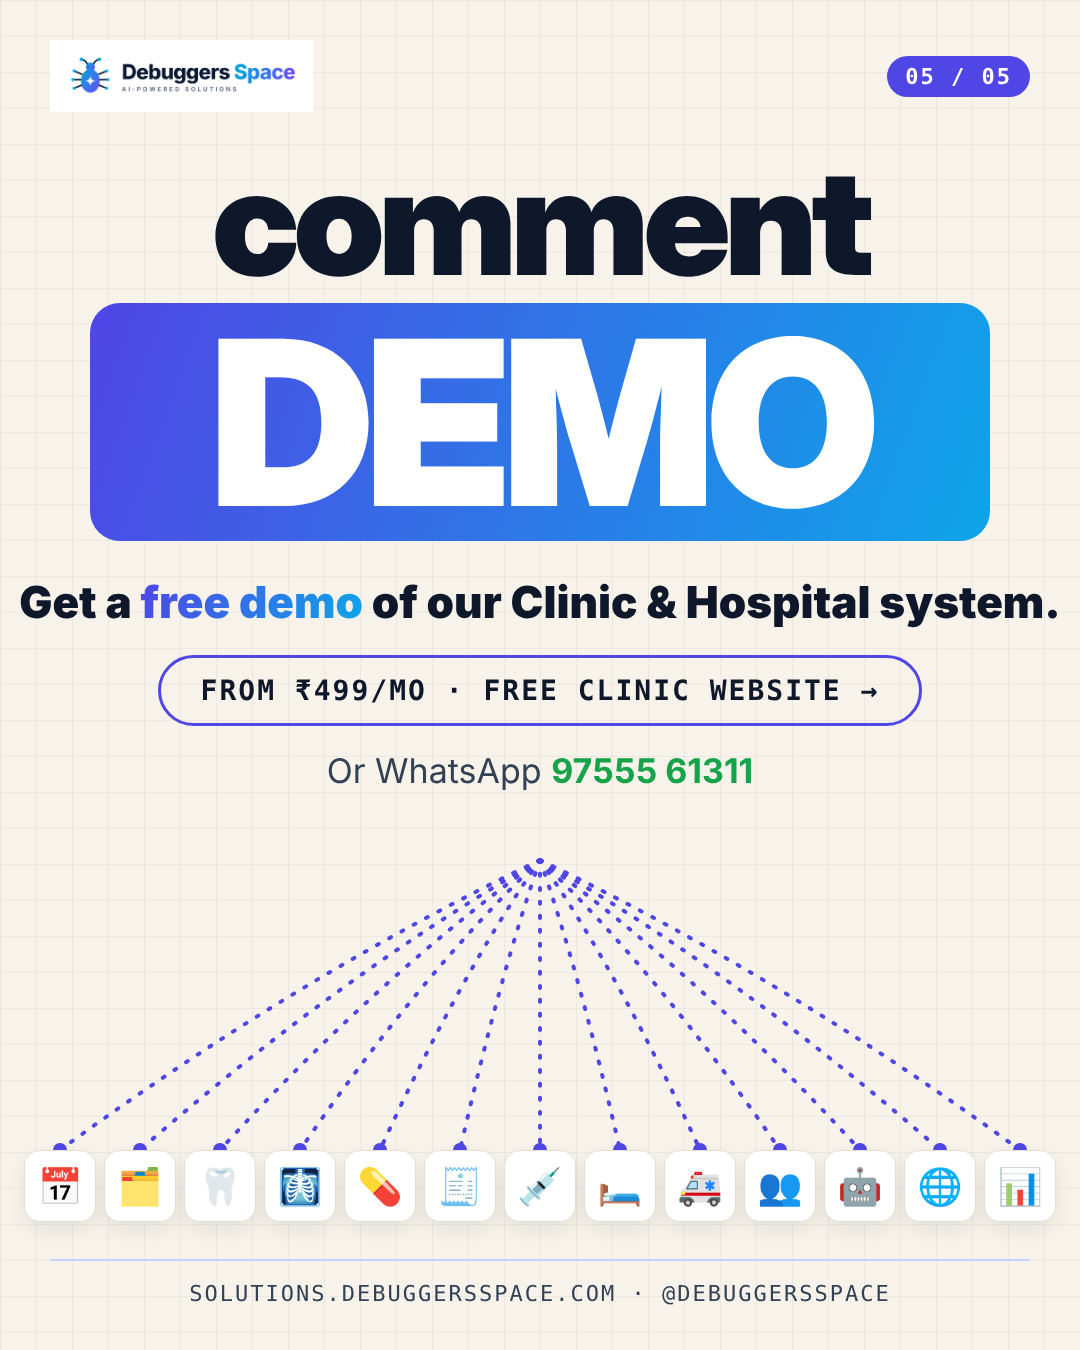 Debuggers Space
AI-POWERED SOLUTIONS
05 / 05
comment
DEMO
Get a free demo of our Clinic & Hospital system.
FROM ₹499/MO · FREE CLINIC WEBSITE →
Or WhatsApp 97555 61311
July
17
SOLUTIONS.DEBUGGERSSPACE.COM · @DEBUGGERSSPACE